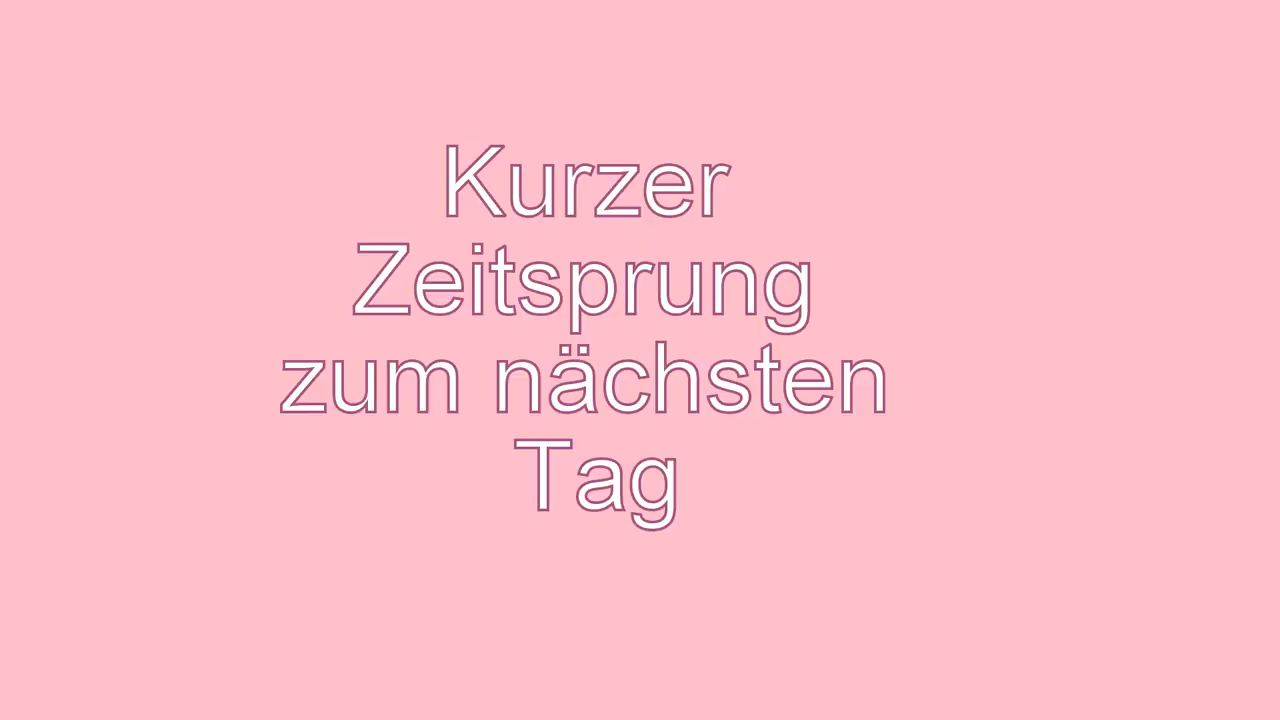 Kurzer
Zeitsprung
zum nächsten
Tag